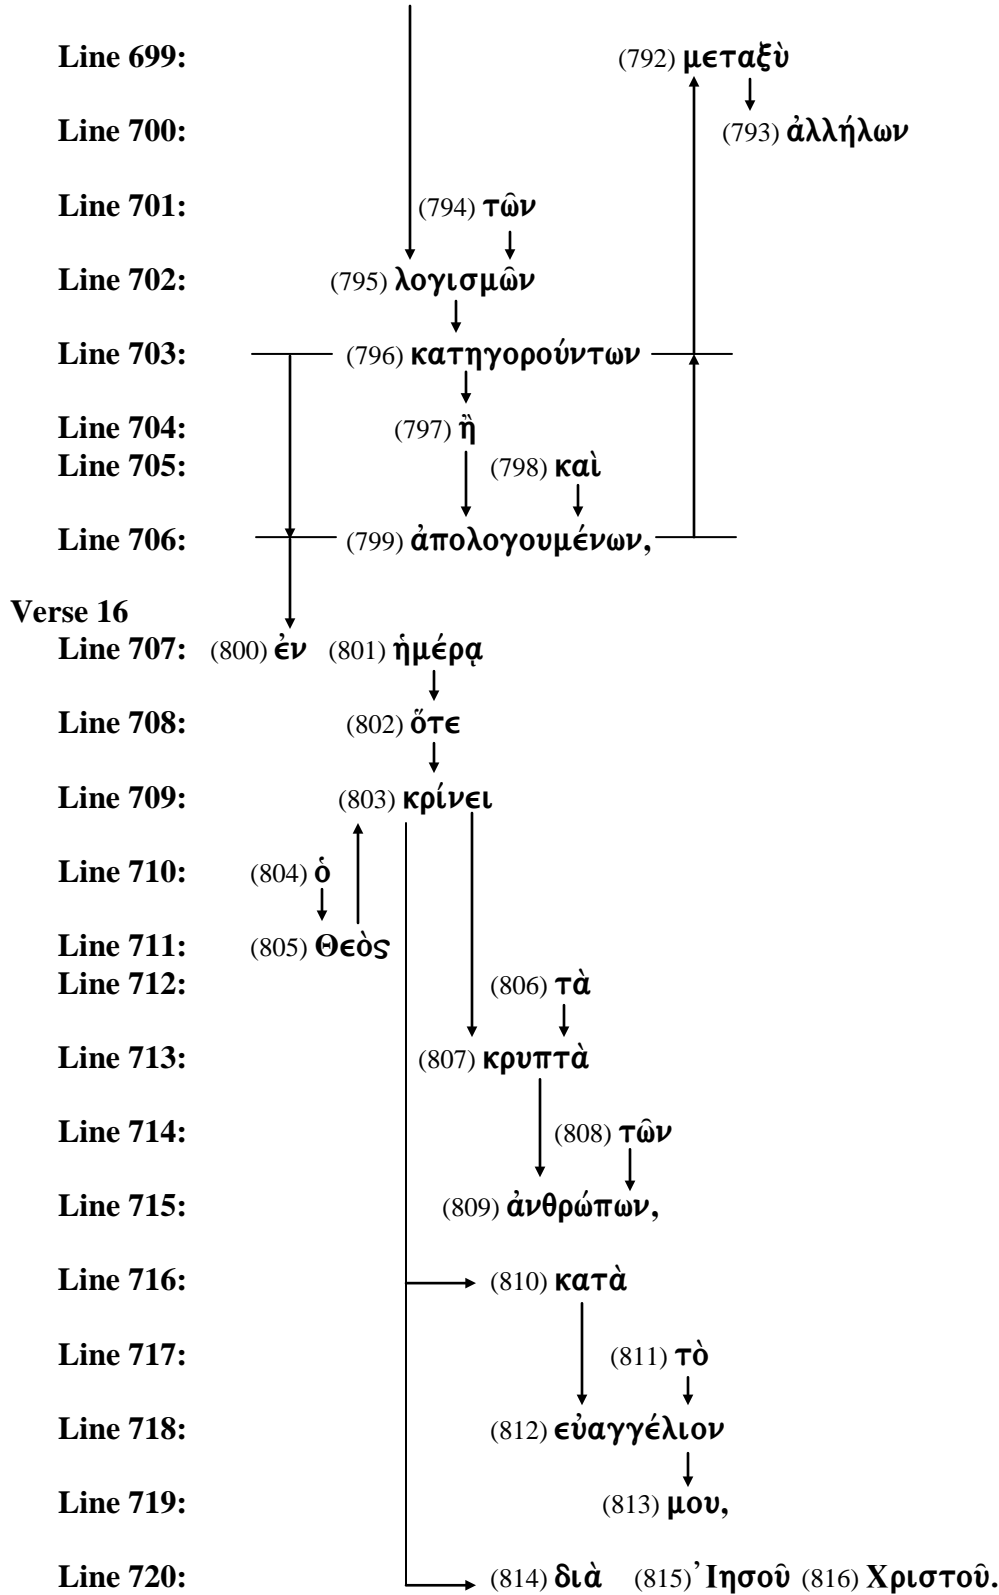 Line 699: (792) μεταξὺ
Line 700: (793) ἀλλήλων
Line 701: (794) τῶν
Line 702: (795) λογισμῶν
Line 703: (796) κατηγορούντων
Line 704: (797) ἢ
Line 705: (798) καὶ
Line 706: (799) ἀπολογουμένων,
Verse 16
Line 707: (800) ἐν (801) ἡμέρᾳ
Line 708: (802) ὅτε
Line 709: (803) κρίνει
Line 710: (804) ὁ
Line 711: (805) Θεὸς
Line 712: (806) τὰ
Line 713: (807) κρυπτὰ
Line 714: (808) τῶν
Line 715: (809) ἀνθρώπων,
Line 716: (810) κατὰ
Line 717: (811) τὸ
Line 718: (812) εὐαγγέλιον
Line 719: (813) μου,
Line 720: (814) διὰ (815) ᾿Ιησοῦ (816) Χριστοῦ.